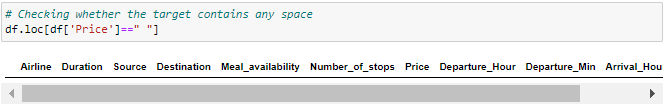 # Checking whether the target contains any space
df.loc[df['Price']==" "]
Airline Duration Source Destination Meal_availability Number_of_stops Price Departure_Hour Departure_Min Arrival_Hou